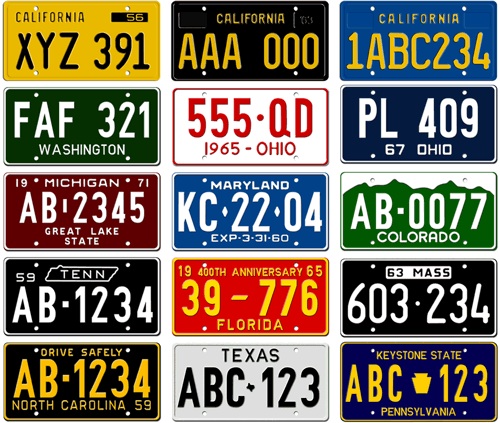 CALIFORNIA 56
XYZ 391
CALIFORNIA 63
AAA 000
CALIFORNIA
1ABC234
FAF 321
WASHINGTON
555·QD
1965 - OHIO
PL 409
67 OHIO
19 MICHIGAN 71
AB 2345
GREAT LAKE
STATE
MARYLAND
KC·22·04
EXP-3-31-60
AB-0077
COLORADO
59 TENN
AB-1234
19 400TH ANNIVERSARY 65
39-776
FLORIDA
63 MASS
603·234
DRIVE SAFELY
AB-1234
NORTH CAROLINA 59
TEXAS
ABC 123
KEYSTONE STATE
ABC 123
PENNSYLVANIA